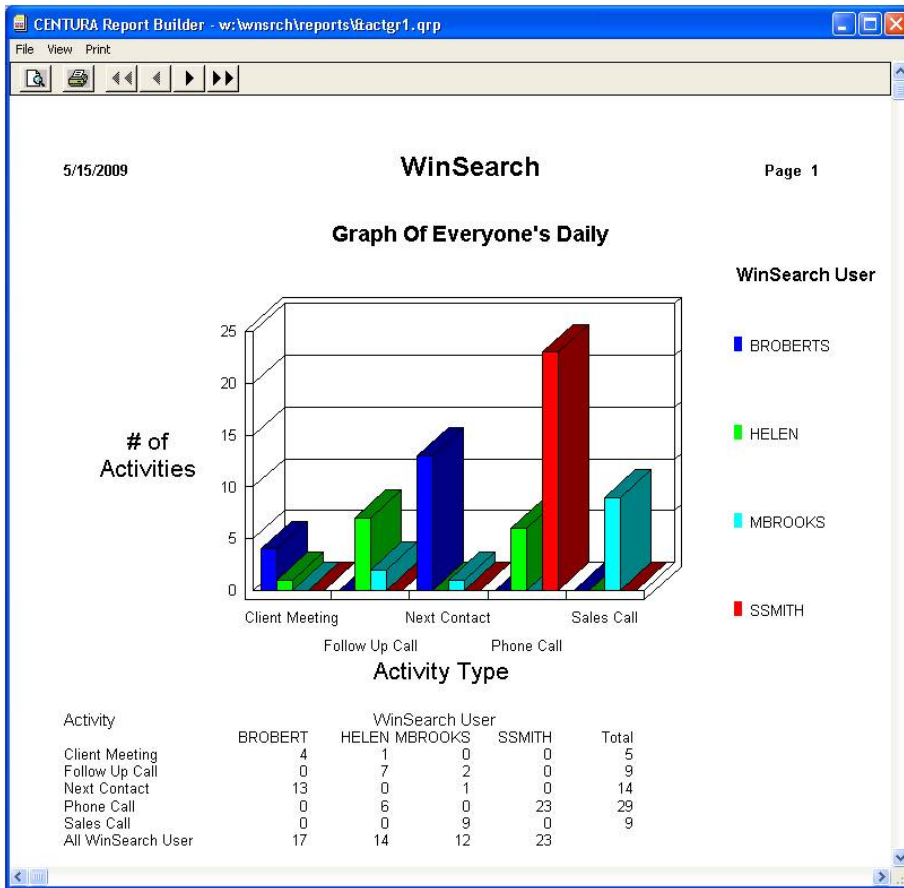 CENTURA Report Builder - w:\wnsrch\reports\&actgr1.qrp
File View Print
5/15/2009 WinSearch Page 1
Graph Of Everyone's Daily
WinSearch User
BROBERTS
HELEN
MBROOKS
SSMITH
# of
Activities
25
20
15
10
5
0
Client Meeting Next Contact Sales Call
Follow Up Call Phone Call
Activity Type
Activity WinSearch User
BROBERT HELEN MBROOKS SSMITH Total
Client Meeting 4 1 0 0 5
Follow Up Call 0 7 2 0 9
Next Contact 13 0 1 0 14
Phone Call 0 6 0 23 29
Sales Call 0 0 9 0 9
All WinSearch User 17 14 12 23